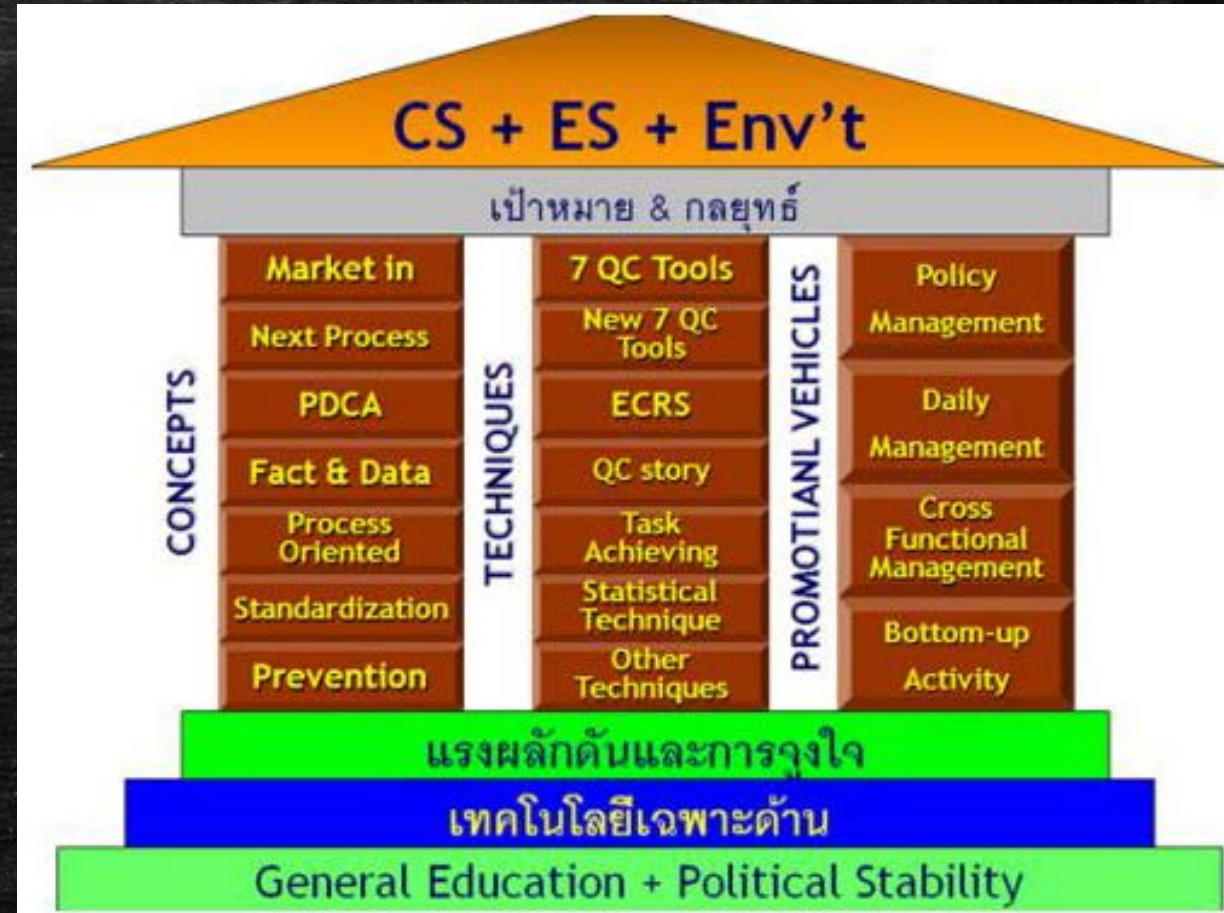 CS + ES + Env't
เป้าหมาย & กลยุทธ์
CONCEPTS
Market in
Next Process
PDCA
Fact & Data
Process
Oriented
Standardization
Prevention
TECHNIQUES
7 QC Tools
New 7 QC
Tools
ECRS
QC story
Task
Achieving
Statistical
Technique
Other
Techniques
PROMOTIANL VEHICLES
Policy
Management
Daily
Management
Cross
Functional
Management
Bottom-up
Activity
แรงผลักดันและการจูงใจ
เทคโนโลยีเฉพาะด้าน
General Education + Political Stability